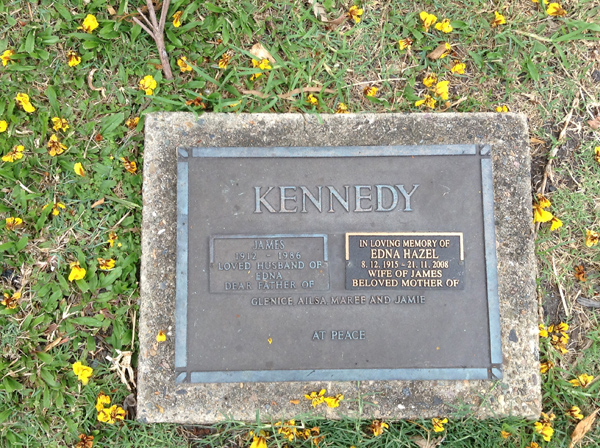 KENNEDY
JAMES
1912 - 1986
LOVED HUSBAND OF
EDNA
DEAR FATHER OF
IN LOVING MEMORY OF
EDNA HAZEL
8. 12. 1915 - 21. 11. 2008
WIFE OF JAMES
BELOVED MOTHER OF
GLENICE AILSA MAREE AND JAMIE
AT PEACE